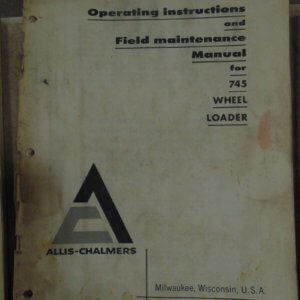 Operating instructions
and
Field maintenance
Manual
for
745
WHEEL
LOADER
ALLIS-CHALMERS
Milwaukee, Wisconsin, U.S.A.